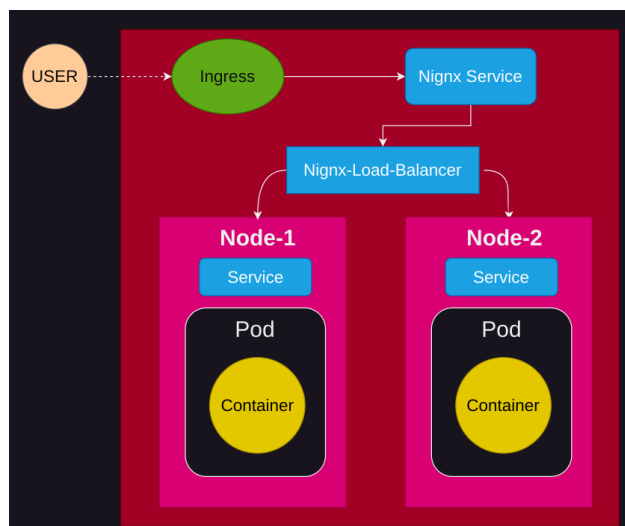 USER
Ingress
Nignx Service
Nignx-Load-Balancer
Node-1
Service
Pod
Container
Node-2
Service
Pod
Container